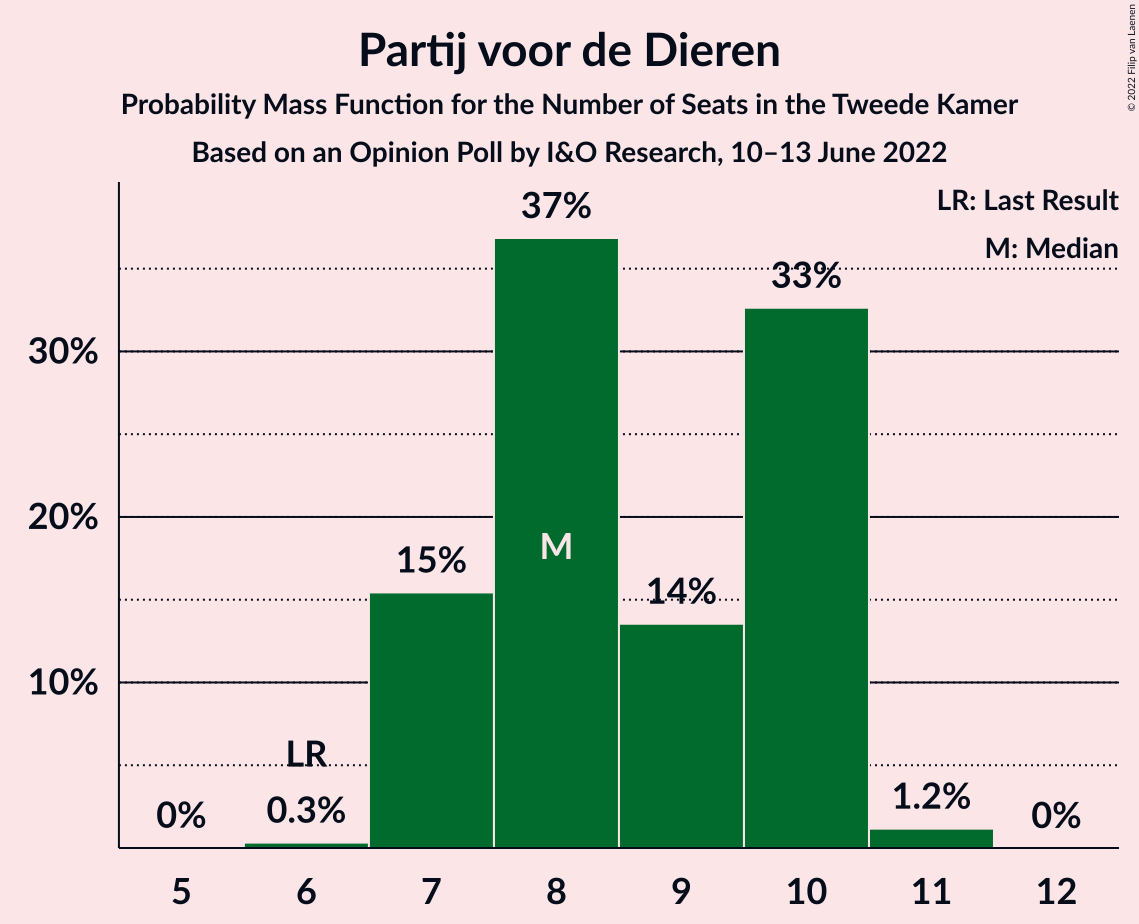 Partij voor de Dieren
Probability Mass Function for the Number of Seats in the Tweede Kamer
Based on an Opinion Poll by I&O Research, 10–13 June 2022
© 2022 Filip van Laenen
LR: Last Result
M: Median
37%
33%
30%
20%
M
15%
14%
10%
LR
0%
0.3%
1.2%
0%
5 6 7 8 9 10 11 12